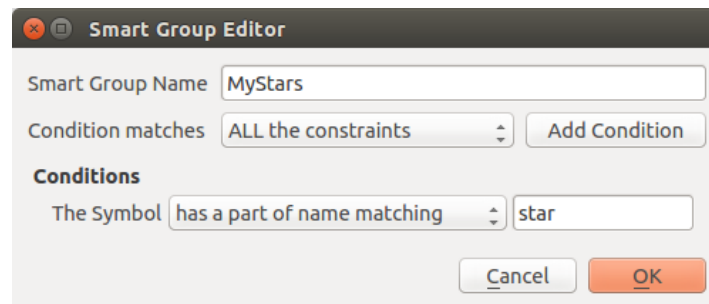 Smart Group Editor
Smart Group Name MyStars
Condition matches ALL the constraints Add Condition
Conditions
The Symbol has a part of name matching star
Cancel OK